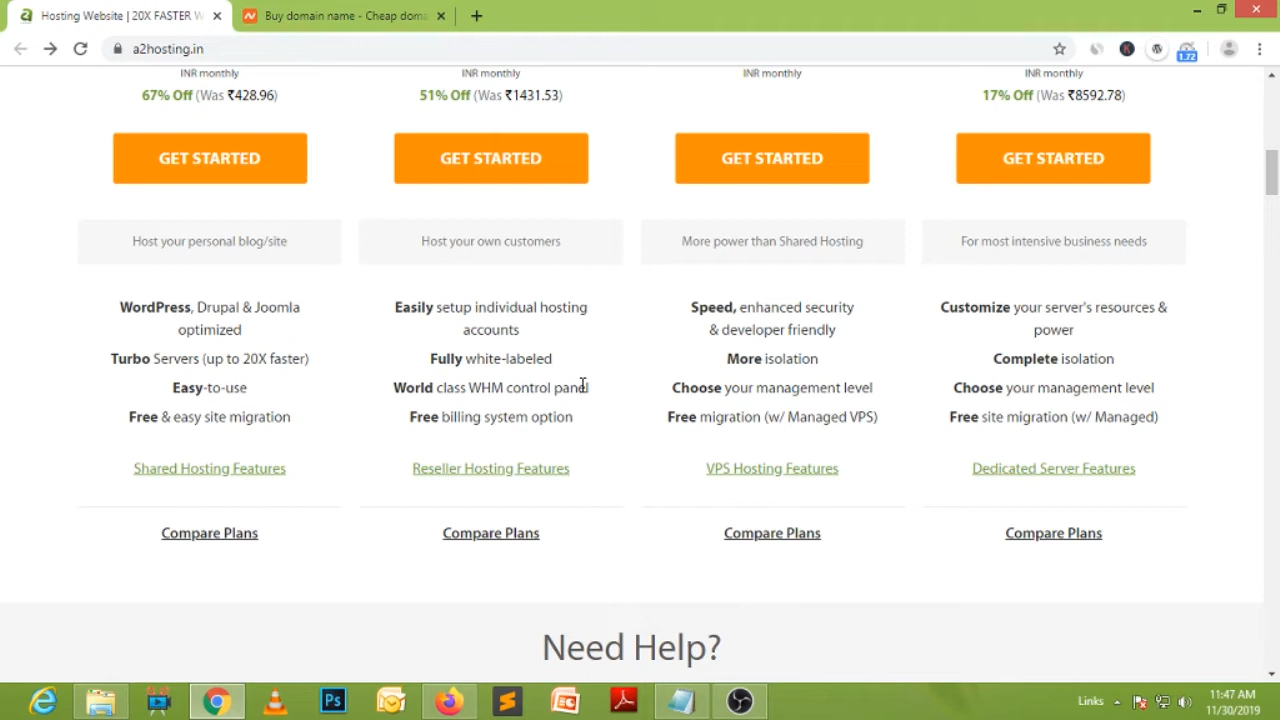 Hosting Website | 20X FASTER W
Buy domain name - Cheap doma
a2hosting.in
1.72
INR monthly
67% Off (Was ₹428.96)
GET STARTED
Host your personal blog/site
WordPress, Drupal & Joomla
optimized
Turbo Servers (up to 20X faster)
Easy-to-use
Free & easy site migration
Shared Hosting Features
Compare Plans
INR monthly
51% Off (Was ₹1431.53)
GET STARTED
Host your own customers
Easily setup individual hosting
accounts
Fully white-labeled
World class WHM control panel
Free billing system option
Reseller Hosting Features
Compare Plans
INR monthly
GET STARTED
More power than Shared Hosting
Speed, enhanced security
& developer friendly
More isolation
Choose your management level
Free migration (w/ Managed VPS)
VPS Hosting Features
Compare Plans
INR monthly
17% Off (Was ₹8592.78)
GET STARTED
For most intensive business needs
Customize your server's resources &
power
Complete isolation
Choose your management level
Free site migration (w/ Managed)
Dedicated Server Features
Compare Plans
Need Help?
Ps
Links
11:47 AM
11/30/2019